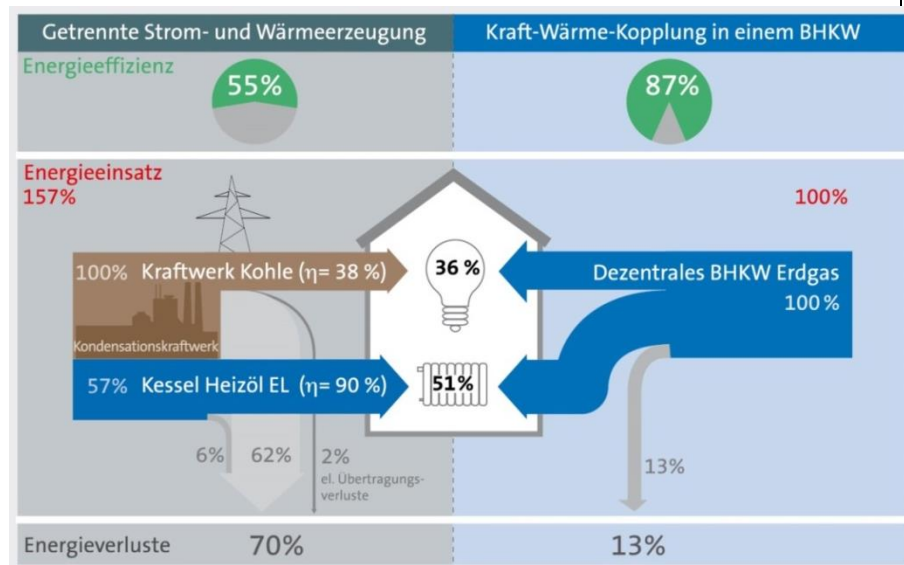 Getrennte Strom- und Wärmeerzeugung
Kraft-Wärme-Kopplung in einem BHKW
Energieeffizienz
55%
87%
Energieeinsatz
157%
100%
100% Kraftwerk Kohle (η= 38 %)
36 %
Dezentrales BHKW Erdgas
100 %
Kondensationskraftwerk
57% Kessel Heizöl EL (η= 90 %)
51%
6%
62%
2%
el. Übertragungs-
verluste
13%
Energieverluste
70%
13%